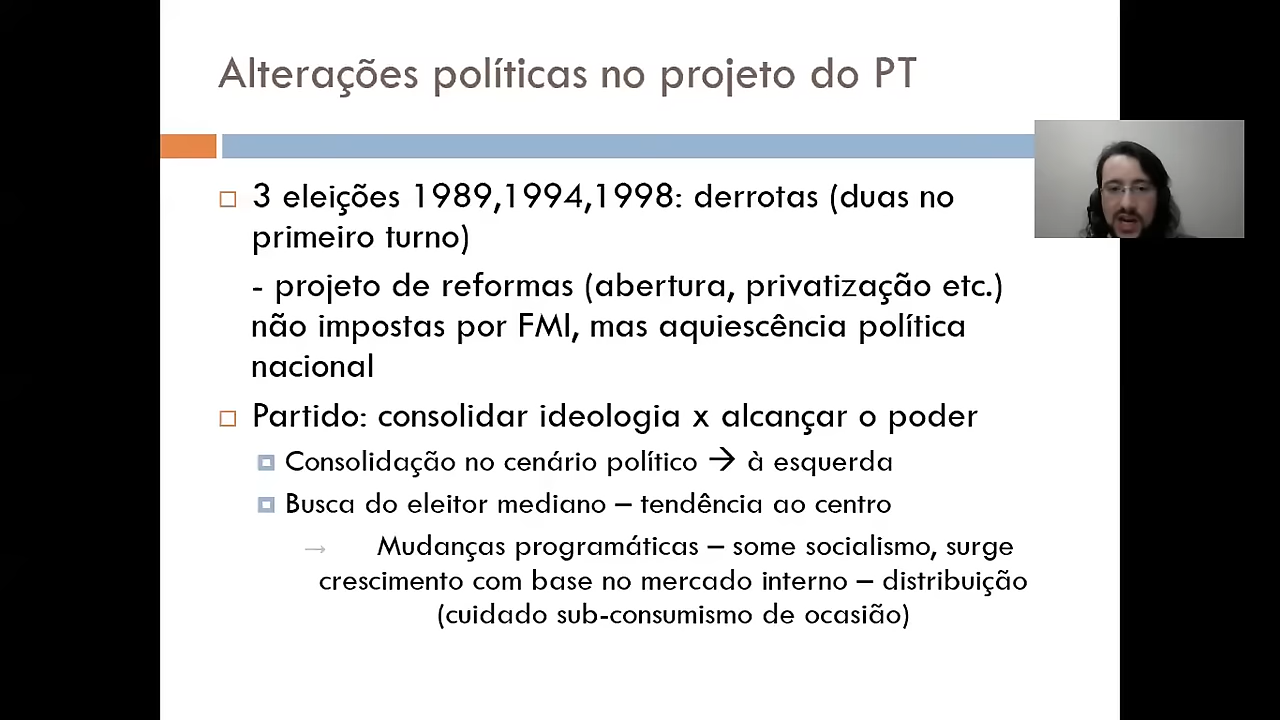 Alterações políticas no projeto do PT
3 eleições 1989,1994,1998: derrotas (duas no
primeiro turno)
- projeto de reformas (abertura, privatização etc.)
não impostas por FMI, mas aquiescência política
nacional
Partido: consolidar ideologia x alcançar o poder
Consolidação no cenário político → à esquerda
Busca do eleitor mediano – tendência ao centro
→ Mudanças programáticas – some socialismo, surge
crescimento com base no mercado interno – distribuição
(cuidado sub-consumismo de ocasião)